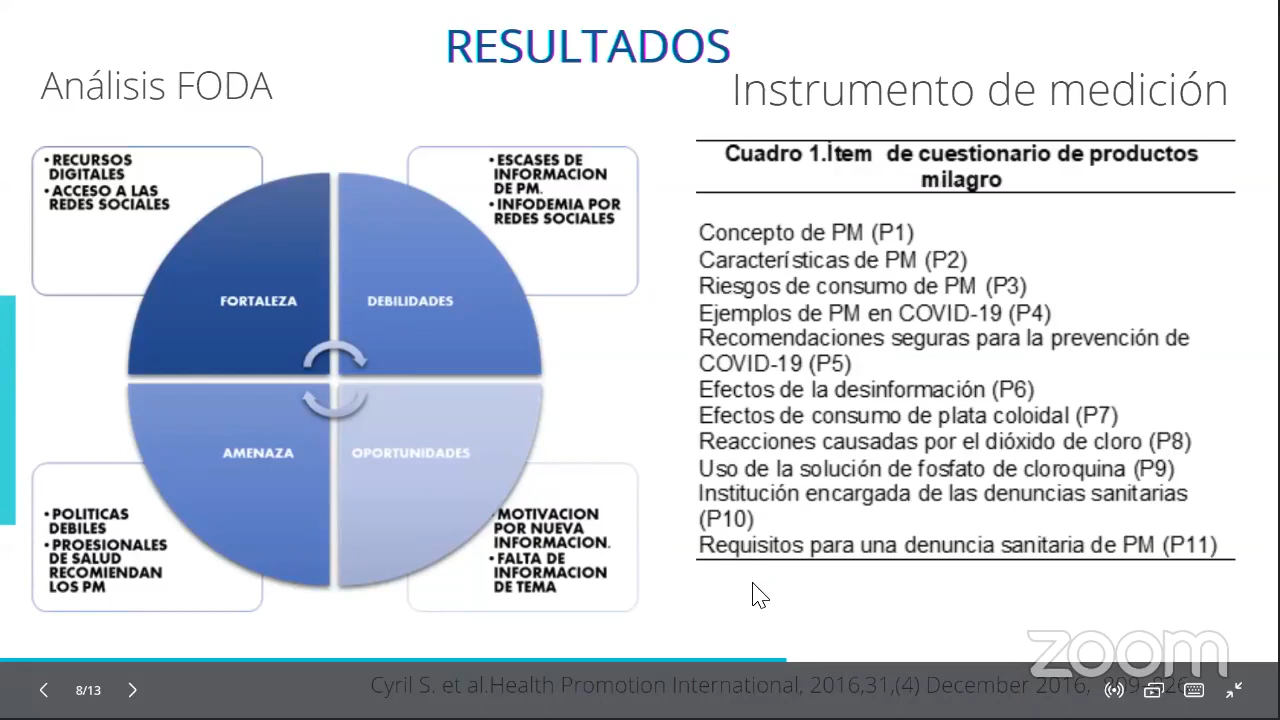 RESULTADOS
Análisis FODA
Instrumento de medición
• RECURSOS
DIGITALES
• ACCESO A LAS
REDES SOCIALES
• ESCASES DE
INFORMACION
DE PM.
• INFODEMIA POR
REDES SOCIALES
FORTALEZA
DEBILIDADES
AMENAZA
OPORTUNIDADES
• POLITICAS
DEBILES
• PROESIONALES
DE SALUD
RECOMIENDAN
LOS PM
• MOTIVACION
POR NUEVA
INFORMACION.
• FALTA DE
INFORMACION
DE TEMA
Cuadro 1.Ítem de cuestionario de productos
milagro
Concepto de PM (P1)
Características de PM (P2)
Riesgos de consumo de PM (P3)
Ejemplos de PM en COVID-19 (P4)
Recomendaciones seguras para la prevención de
COVID-19 (P5)
Efectos de la desinformación (P6)
Efectos de consumo de plata coloidal (P7)
Reacciones causadas por el dióxido de cloro (P8)
Uso de la solución de fosfato de cloroquina (P9)
Institución encargada de las denuncias sanitarias
(P10)
Requisitos para una denuncia sanitaria de PM (P11)
zoom
8/13
Cyril S. et al.Health Promotion International, 2016,31,(4) December 2016,